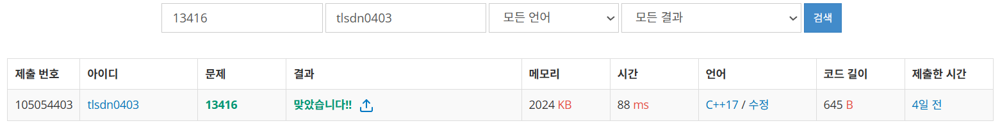 13416 tlsdn0403 모든 언어 모든 결과 검색
제출 번호 아이디 문제 결과 메모리 시간 언어 코드 길이 제출한 시간
105054403 tlsdn0403 13416 맞았습니다!! 2024 KB 88 ms C++17 / 수정 645 B 4일 전